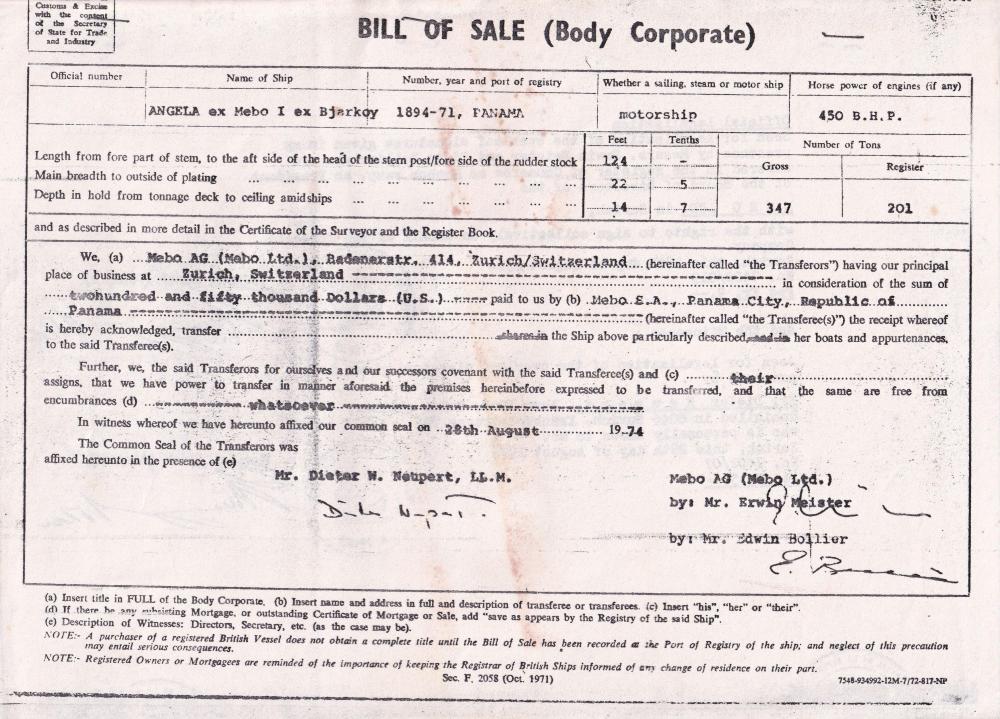 Customs & Excise
with the consent
of the Secretary
of State for Trade
and Industry
BILL OF SALE (Body Corporate)
Official number
Name of Ship
Number, year and port of registry
Whether a sailing, steam or motor ship
Horse power of engines (if any)
ANGELA ex Mebo I ex Bjarkoy
1894-71, PANAMA
motorship
450 B.H.P.
Feet
Tenths
Number of Tons
Gross
Register
Length from fore part of stem, to the aft side of the head of the stern post/fore side of the rudder stock
124
-
Main breadth to outside of plating ... ... ... ... ... ... ... ... ...
22
5
Depth in hold from tonnage deck to ceiling amidships ... ... ... ... ... ... ...
14
7
347
201
and as described in more detail in the Certificate of the Surveyor and the Register Book.
We, (a) ...Mebo AG (Mebo Ltd.), Badenerstr. 414, Zurich/Switzerland.... (hereinafter called "the Transferors") having our principal
place of business at ....Zurich, Switzerland ---------- in consideration of the sum of
....twohundred and fifty thousand Dollars (U.S.) ---- paid to us by (b) .Mebo S.A., Panama City, Republic of
....Panama ---------- (hereinafter called "the Transferee(s)") the receipt whereof
is hereby acknowledged, transfer .......... shares in the Ship above particularly described, and in her boats and appurtenances,
to the said Transferee(s).
Further, we, the said Transferors for ourselves and our successors covenant with the said Transferee(s) and (c) ..........their..........
assigns, that we have power to transfer in manner aforesaid the premises hereinbefore expressed to be transferred, and that the same are free from
encumbrances (d) ..---------- whatsoever ----------
In witness whereof we have hereunto affixed our common seal on ..28th August.......... 19..74
The Common Seal of the Transferors was
affixed hereunto in the presence of (e)
Mr. Dieter W. Neupert, LL.M.
Mebo AG (Mebo Ltd.)
by: Mr. Erwin Meister
by: Mr. Edwin Bollier
(a) Insert title in FULL of the Body Corporate. (b) Insert name and address in full and description of transferee or transferees. (c) Insert "his", "her" or "their".
(d) If there be any subsisting Mortgage, or outstanding Certificate of Mortgage or Sale, add "save as appears by the Registry of the said Ship".
(e) Description of Witnesses: Directors, Secretary, etc. (as the case may be).
NOTE:- A purchaser of a registered British Vessel does not obtain a complete title until the Bill of Sale has been recorded at the Port of Registry of the ship; and neglect of this precaution
may entail serious consequences.
NOTE:- Registered Owners or Mortgagees are reminded of the importance of keeping the Registrar of British Ships informed of any change of residence on their part.
Sec. F. 2058 (Oct. 1971)
7548-934992-12M-7/72-817-NP